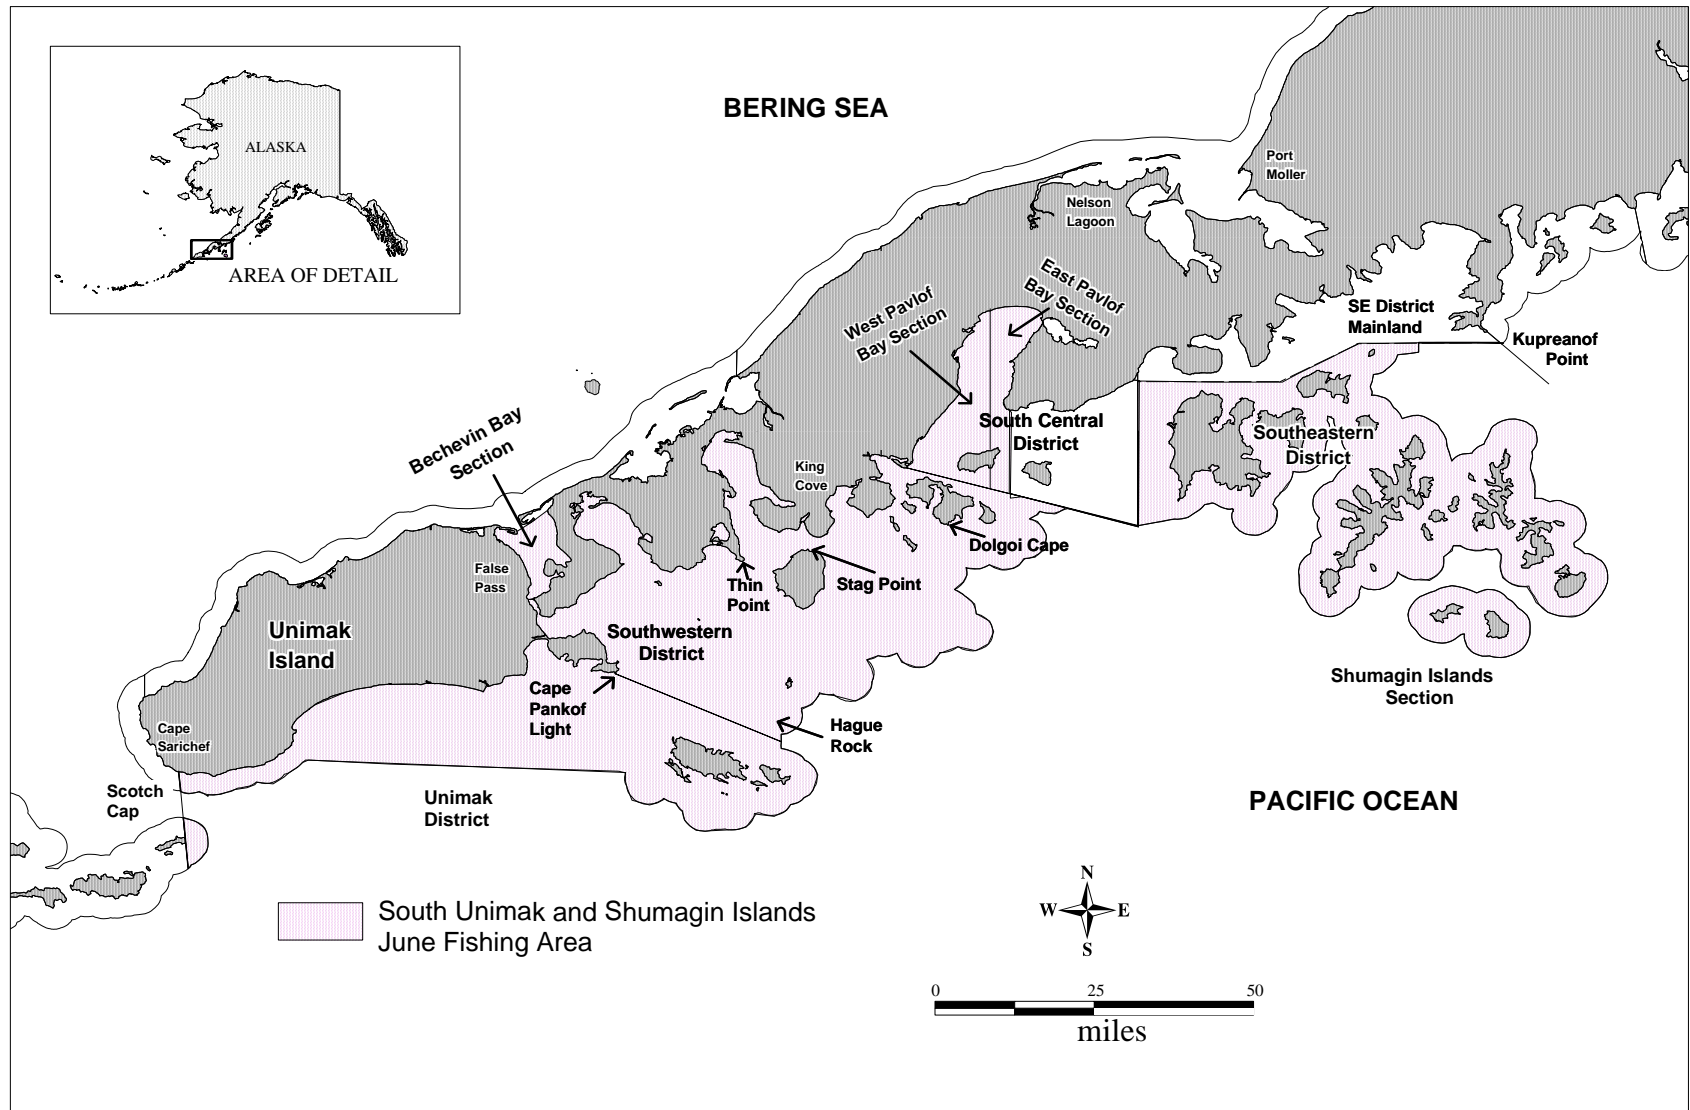 BERING SEA
ALASKA
AREA OF DETAIL
Port
Moller
Nelson
Lagoon
East Pavlof
Bay Section
West Pavlof
Bay Section
SE District
Mainland
Kupreanof
Point
Bechevin Bay
Section
South Central
District
Southeastern
District
King
Cove
Dolgoi Cape
False
Pass
Thin
Point
Stag Point
Unimak
Island
Southwestern
District
Cape
Pankof
Light
Shumagin Islands
Section
Hague
Rock
Cape
Sarichef
Scotch
Cap
Unimak
District
PACIFIC OCEAN
South Unimak and Shumagin Islands
June Fishing Area
N
W E
S
0 25 50
miles